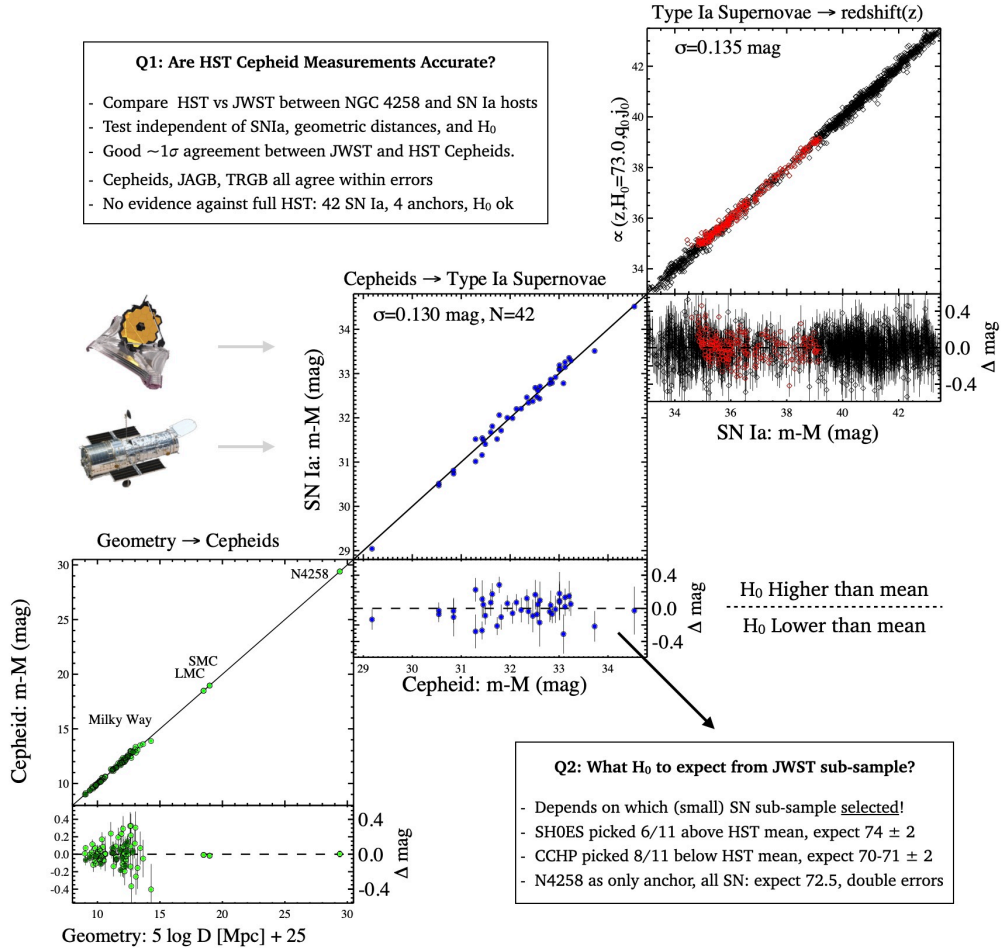 Type Ia Supernovae → redshift(z)
σ=0.135 mag
42
40
38
36
34
∝(z,H₀=73.0,q₀,j₀)
0.4
0.0
-0.4
Δ mag
34 36 38 40 42
SN Ia: m-M (mag)
Q1: Are HST Cepheid Measurements Accurate?
- Compare HST vs JWST between NGC 4258 and SN Ia hosts
- Test independent of SNIa, geometric distances, and H₀
- Good ~1σ agreement between JWST and HST Cepheids.
- Cepheids, JAGB, TRGB all agree within errors
- No evidence against full HST: 42 SN Ia, 4 anchors, H₀ ok
Cepheids → Type Ia Supernovae
σ=0.130 mag, N=42
34
33
32
31
30
29
SN Ia: m-M (mag)
0.4
0.0
-0.4
Δ mag
29 30 31 32 33 34
Cepheid: m-M (mag)
H₀ Higher than mean
H₀ Lower than mean
Geometry → Cepheids
30
25
20
15
10
Cepheid: m-M (mag)
N4258
SMC
LMC
Milky Way
0.4
0.2
0.0
-0.2
-0.4
0.4
0.0
-0.4
Δ mag
10 15 20 25 30
Geometry: 5 log D [Mpc] + 25
Q2: What H₀ to expect from JWST sub-sample?
- Depends on which (small) SN sub-sample selected!
- SH0ES picked 6/11 above HST mean, expect 74 ± 2
- CCHP picked 8/11 below HST mean, expect 70-71 ± 2
- N4258 as only anchor, all SN: expect 72.5, double errors